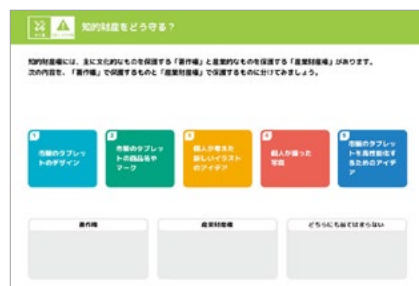 知的財産をどう守る？
知的財産権には、主に文化的なものを保護する「著作権」と産業的なものを保護する「産業財産権」があります。
次の内容を、「著作権」で保護するものと「産業財産権」で保護するものに分けてみましょう。
1
市販のタブレッ
トのデザイン
2
市販のタブレッ
トの商品名や
マーク
3
個人が考えた
新しいイラスト
のアイデア
4
個人が撮った
写真
5
市販のタブレッ
トを高性能化す
るためのアイデ
ア
著作権
産業財産権
どちらにも当てはまらない